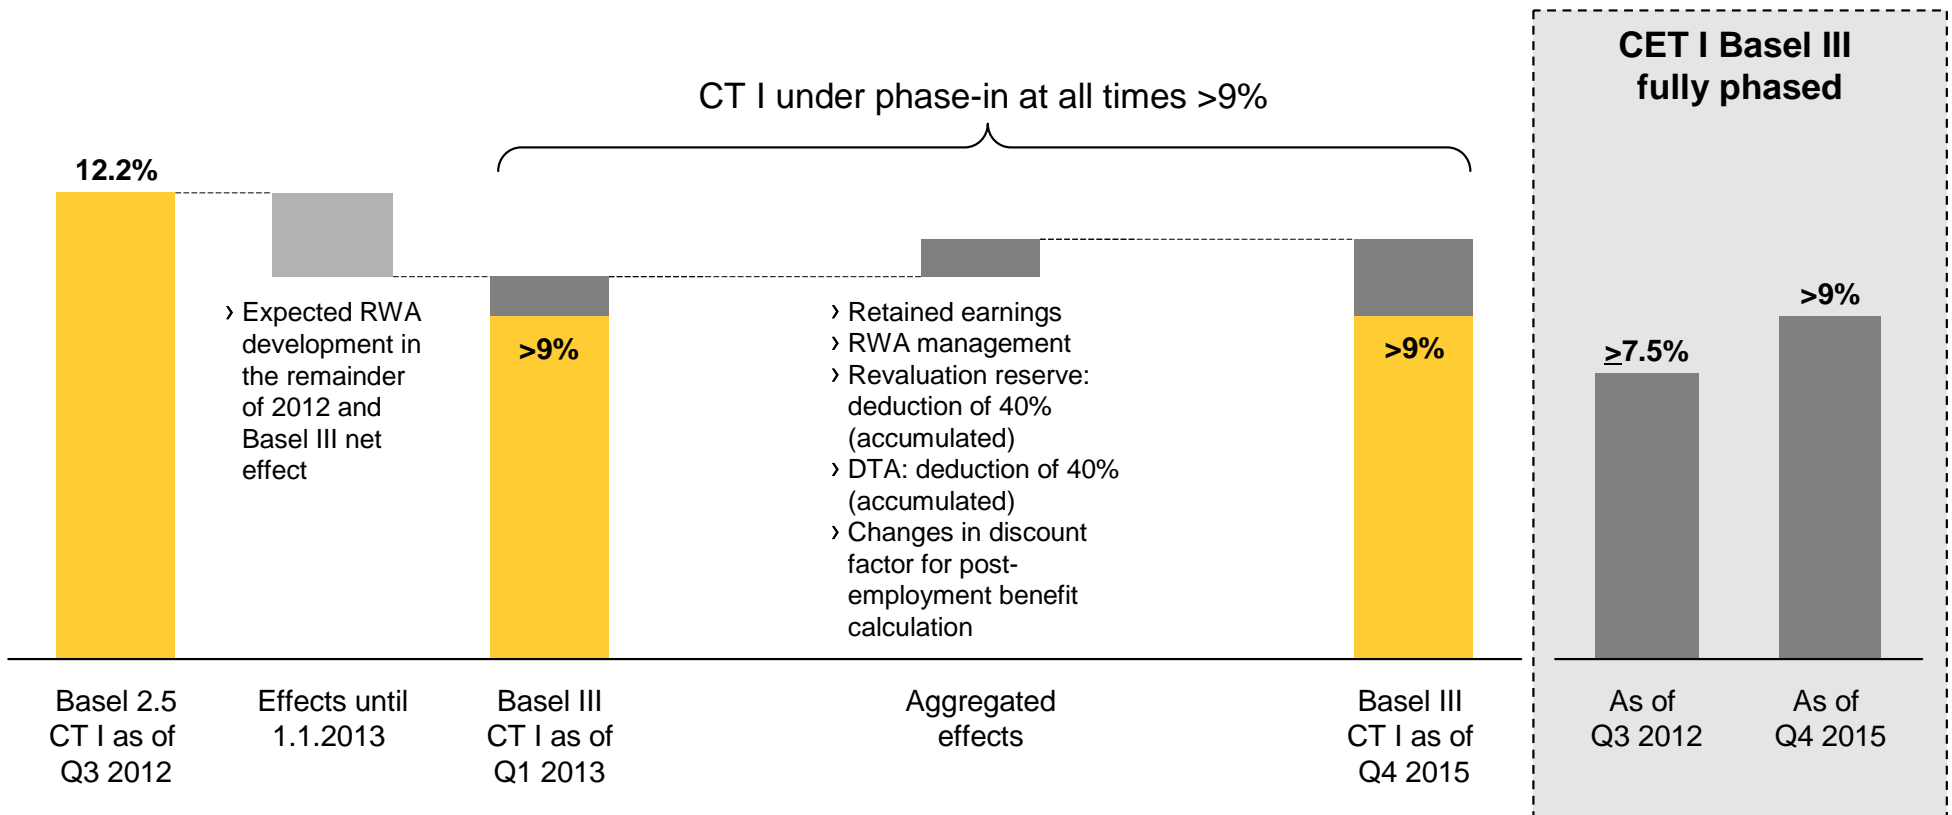 CT I under phase-in at all times >9%
12.2%
› Expected RWA
development in
the remainder
of 2012 and
Basel III net
effect
>9%
› Retained earnings
› RWA management
› Revaluation reserve:
deduction of 40%
(accumulated)
› DTA: deduction of 40%
(accumulated)
› Changes in discount
factor for post-
employment benefit
calculation
>9%
Basel 2.5
CT I as of
Q3 2012
Effects until
1.1.2013
Basel III
CT I as of
Q1 2013
Aggregated
effects
Basel III
CT I as of
Q4 2015
CET I Basel III
fully phased
≥7.5%
>9%
As of
Q3 2012
As of
Q4 2015